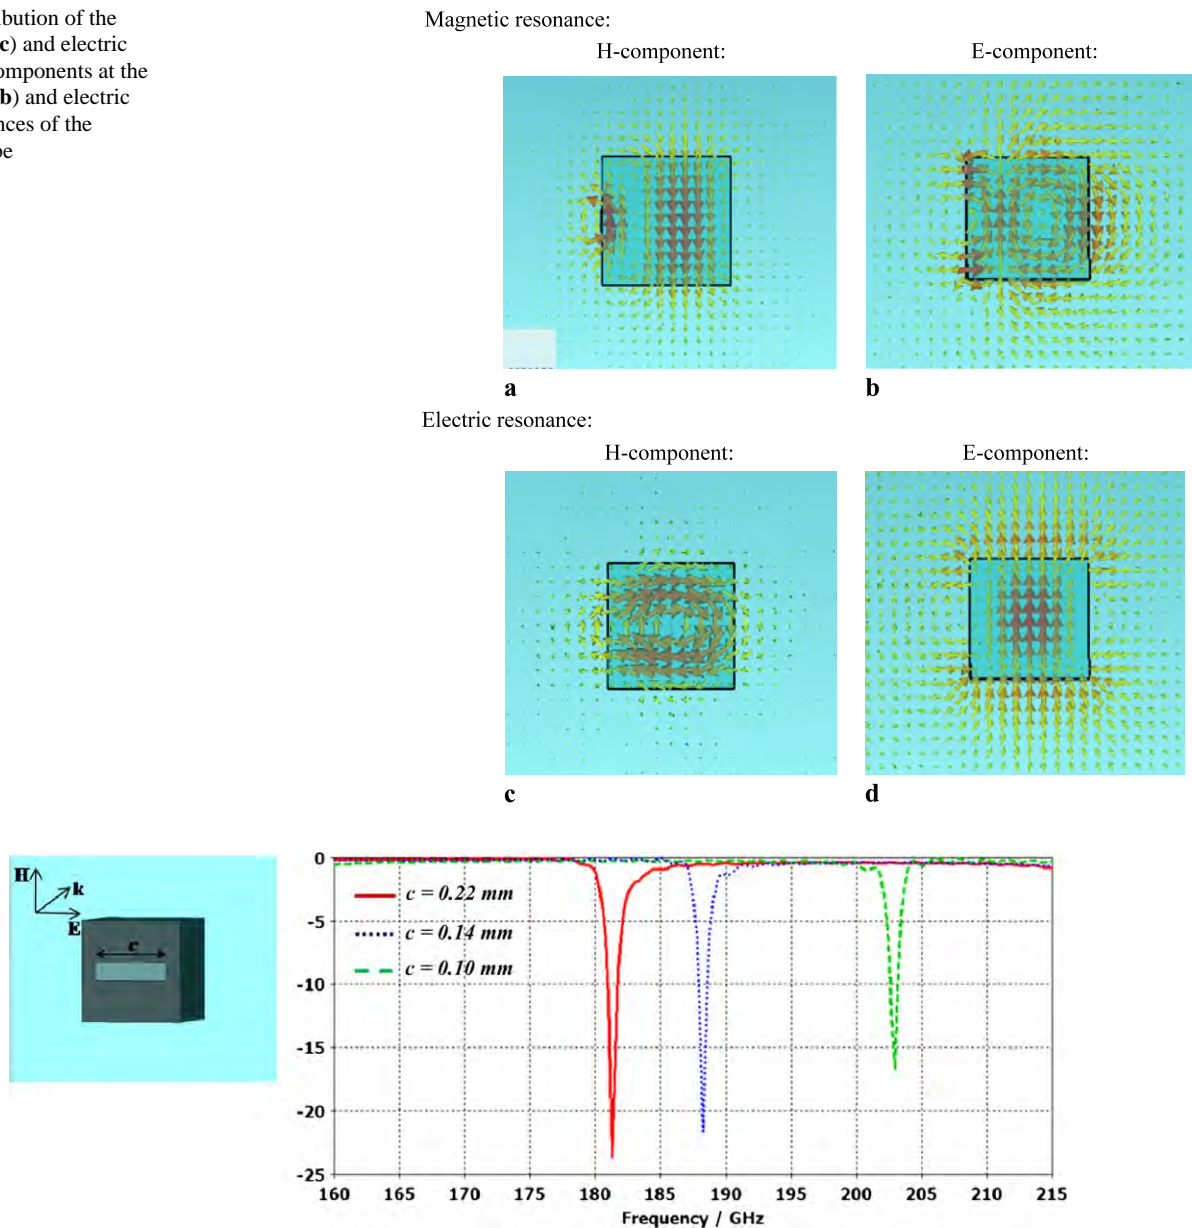 bution of the
c) and electric
omponents at the
b) and electric
nces of the
be
Magnetic resonance:
H-component:
E-component:
a
b
Electric resonance:
H-component:
E-component:
c
d
H
k
E
c
0
-5
-10
-15
-20
-25
c = 0.22 mm
c = 0.14 mm
c = 0.10 mm
160 165 170 175 180 185 190 195 200 205 210 215
Frequency / GHz